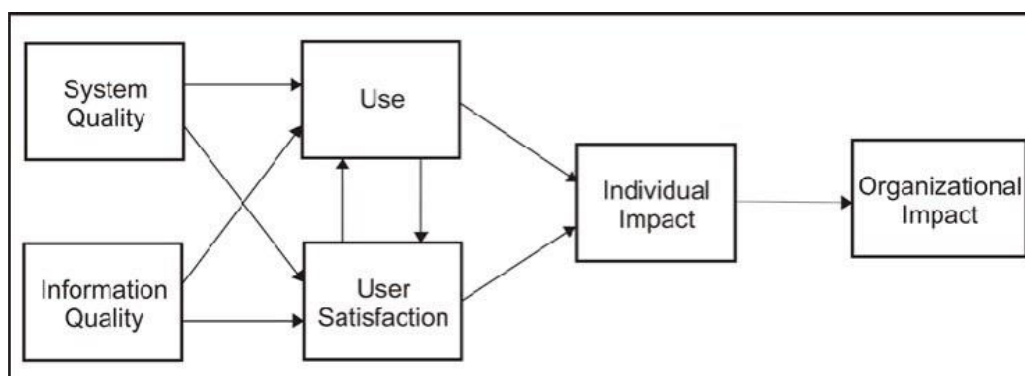 System
Quality
Use
Individual
Impact
Organizational
Impact
Information
Quality
User
Satisfaction